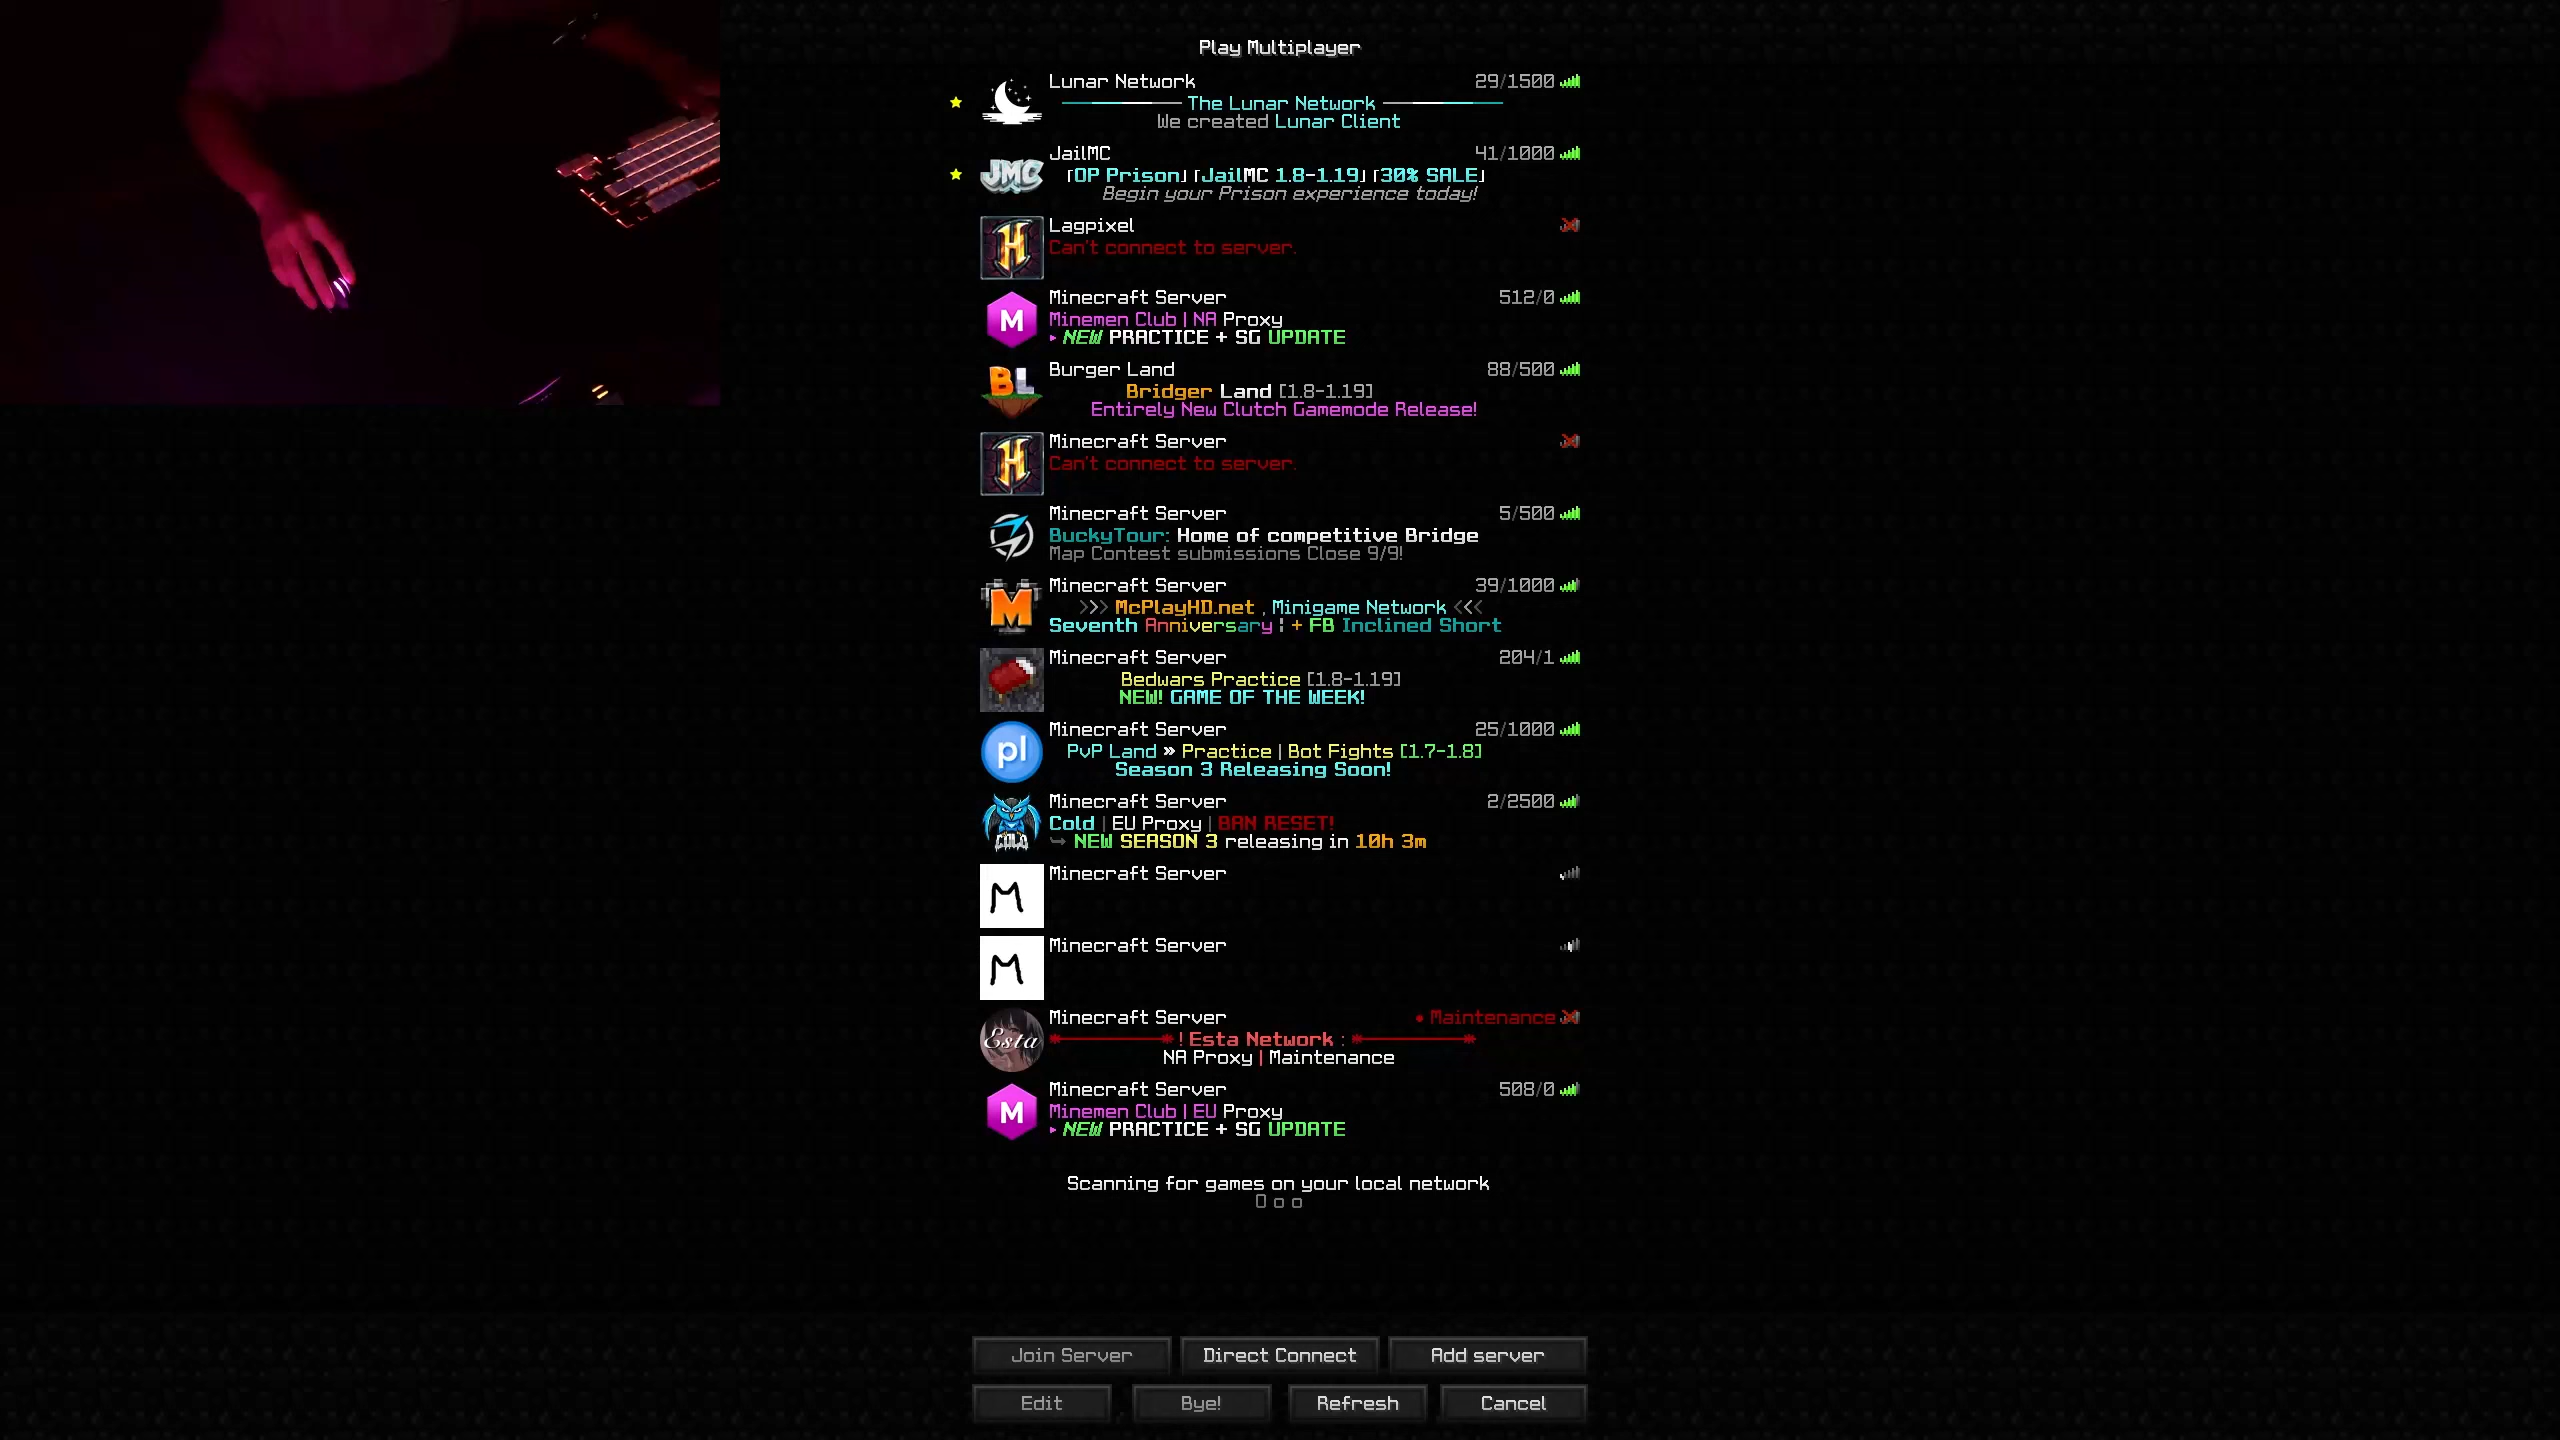 Play Multiplayer
Lunar Network 29/1500
The Lunar Network
We created Lunar Client
JMC
JailMC 41/1000
「OP Prison」 「JailMC 1.8-1.19」 「30% SALE」
Begin your Prison experience today!
H
Lagpixel
Can't connect to server.
M
Minecraft Server 512/0
Minemen Club | NA Proxy
▸ NEW PRACTICE + SG UPDATE
BL
Burger Land 88/500
Bridger Land [1.8-1.19]
Entirely New Clutch Gamemode Release!
H
Minecraft Server
Can't connect to server.
Minecraft Server 5/500
BuckyTour: Home of competitive Bridge
Map Contest submissions Close 9/9!
M
Minecraft Server 39/1000
>>> McPlayHD.net , Minigame Network <<<
Seventh Anniversary ¦ + FB Inclined Short
Minecraft Server 204/1
Bedwars Practice [1.8-1.19]
NEW! GAME OF THE WEEK!
pl
Minecraft Server 25/1000
PvP Land » Practice | Bot Fights [1.7-1.8]
Season 3 Releasing Soon!
COLD
Minecraft Server 2/2500
Cold | EU Proxy | BAN RESET!
↪ NEW SEASON 3 releasing in 10h 3m
M
Minecraft Server
M
Minecraft Server
Esta
Minecraft Server • Maintenance
! Esta Network :
NA Proxy | Maintenance
M
Minecraft Server 508/0
Minemen Club | EU Proxy
▸ NEW PRACTICE + SG UPDATE
Scanning for games on your local network
O o o
Join Server Direct Connect Add server
Edit Bye! Refresh Cancel